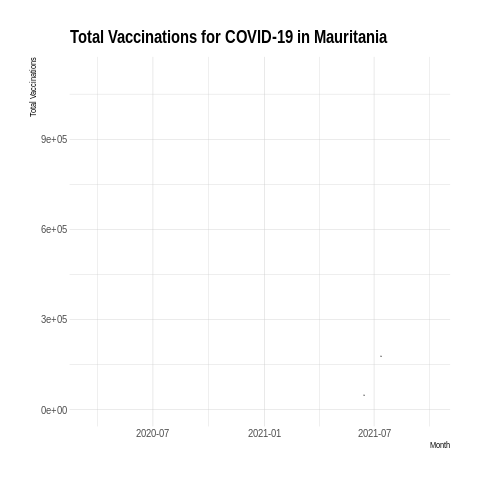 Total Vaccinations for COVID-19 in Mauritania
Total Vaccinations
9e+05
6e+05
3e+05
0e+00
2020-07
2021-01
2021-07
Month